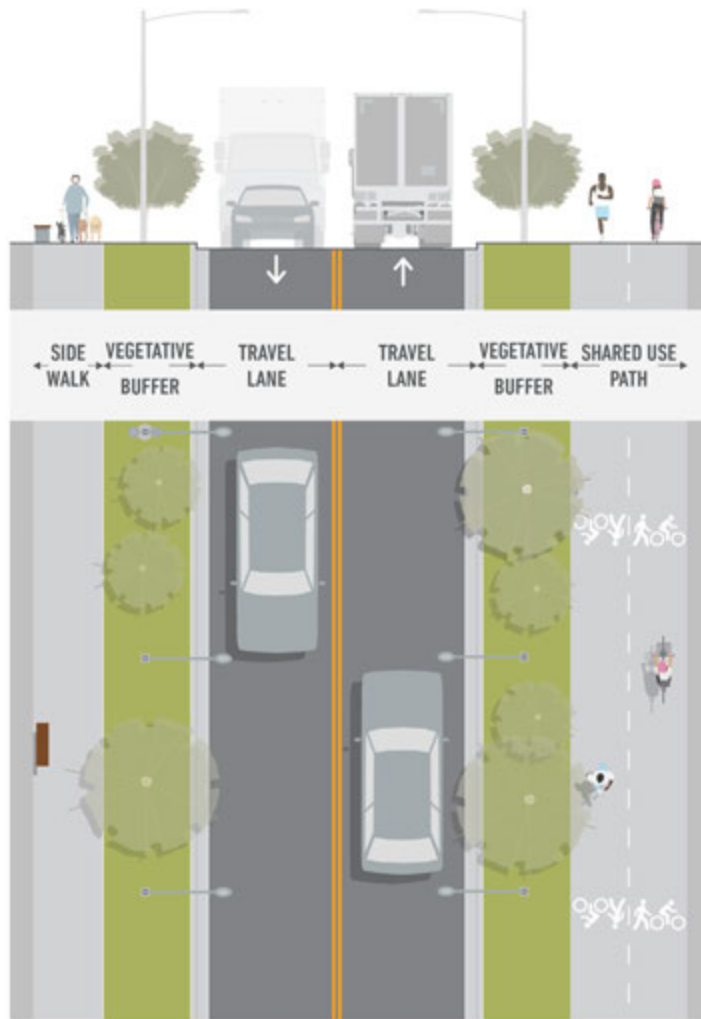 SIDE
WALK
VEGETATIVE
BUFFER
TRAVEL
LANE
TRAVEL
LANE
VEGETATIVE
BUFFER
SHARED USE
PATH